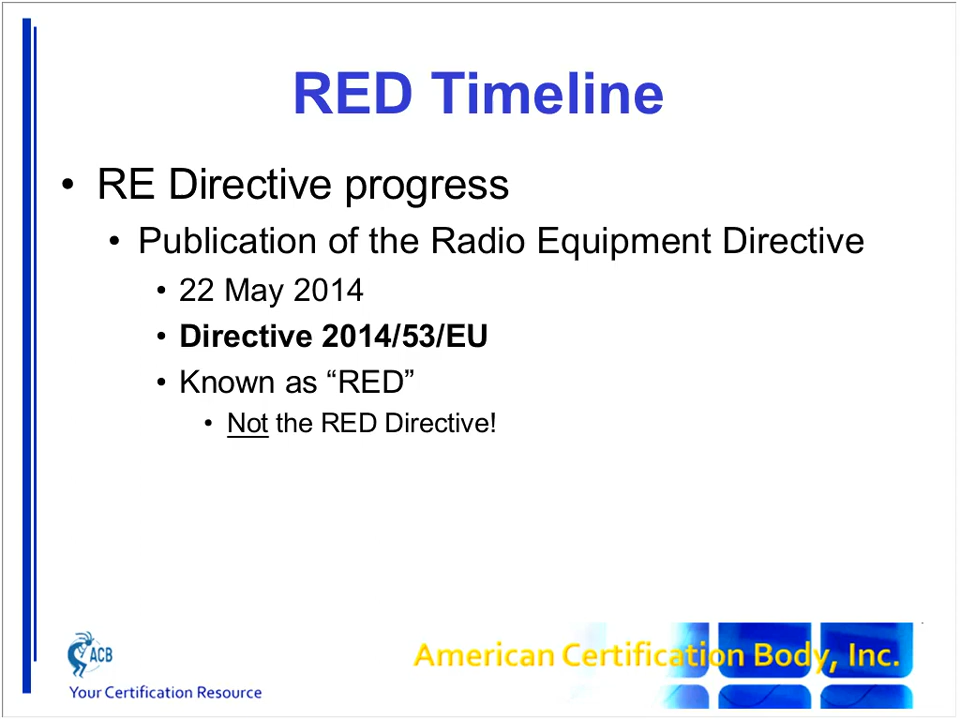 RED Timeline
• RE Directive progress
• Publication of the Radio Equipment Directive
• 22 May 2014
• Directive 2014/53/EU
• Known as “RED”
• Not the RED Directive!
ACB
American Certification Body, Inc.
Your Certification Resource